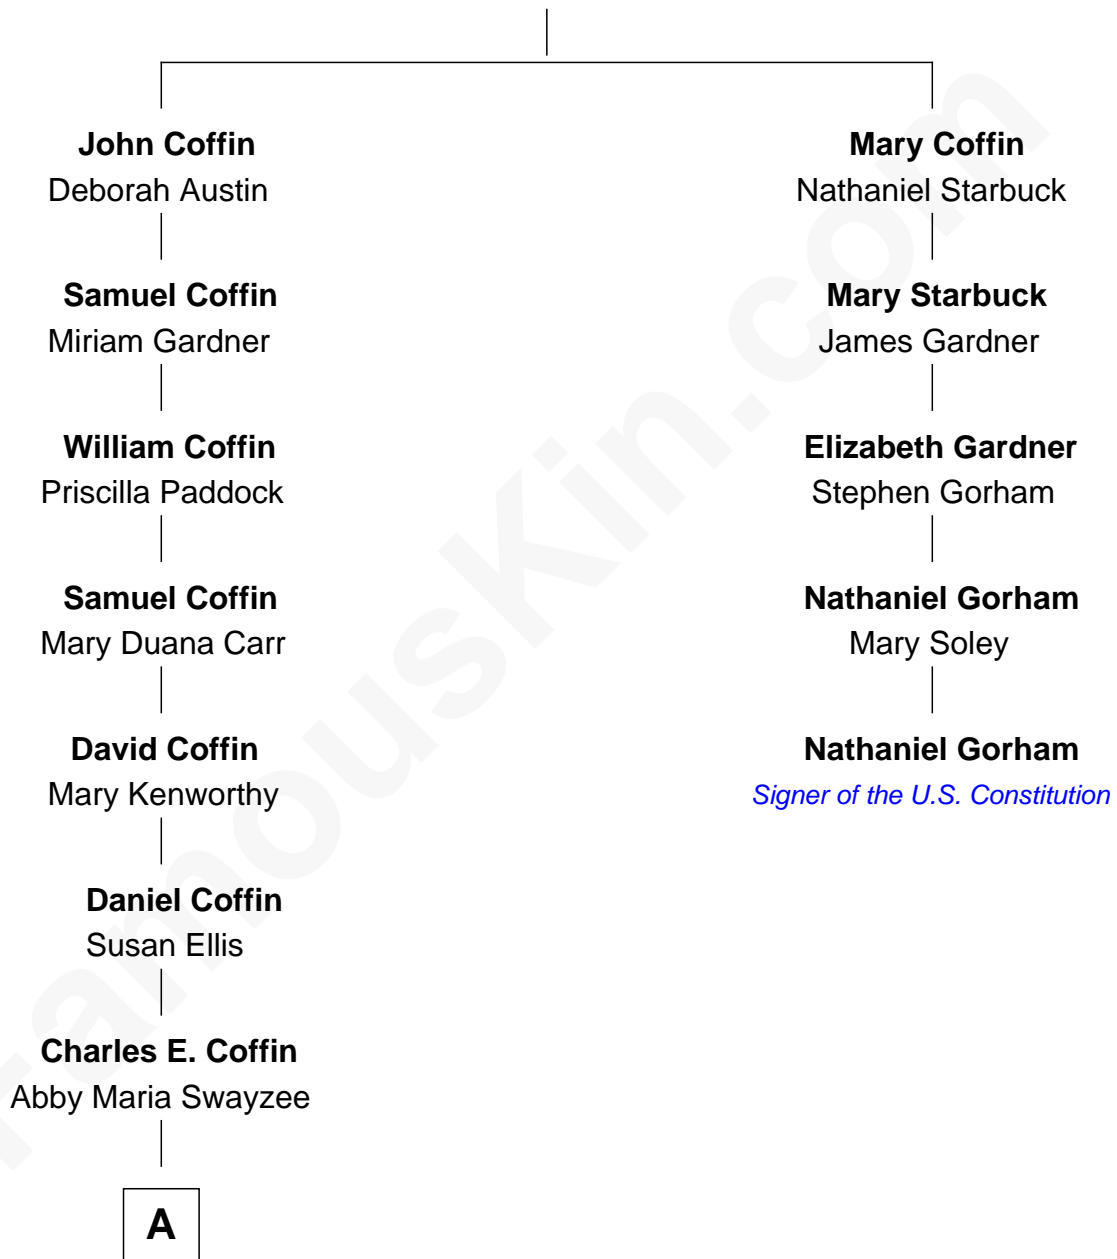 John Coffin
Deborah Austin
Mary Coffin
Nathaniel Starbuck
Samuel Coffin
Miriam Gardner
Mary Starbuck
James Gardner
William Coffin
Priscilla Paddock
Elizabeth Gardner
Stephen Gorham
Samuel Coffin
Mary Duana Carr
Nathaniel Gorham
Mary Soley
David Coffin
Mary Kenworthy
Nathaniel Gorham
Signer of the U.S. Constitution
Daniel Coffin
Susan Ellis
Charles E. Coffin
Abby Maria Swayzee
A
FamousKin.com